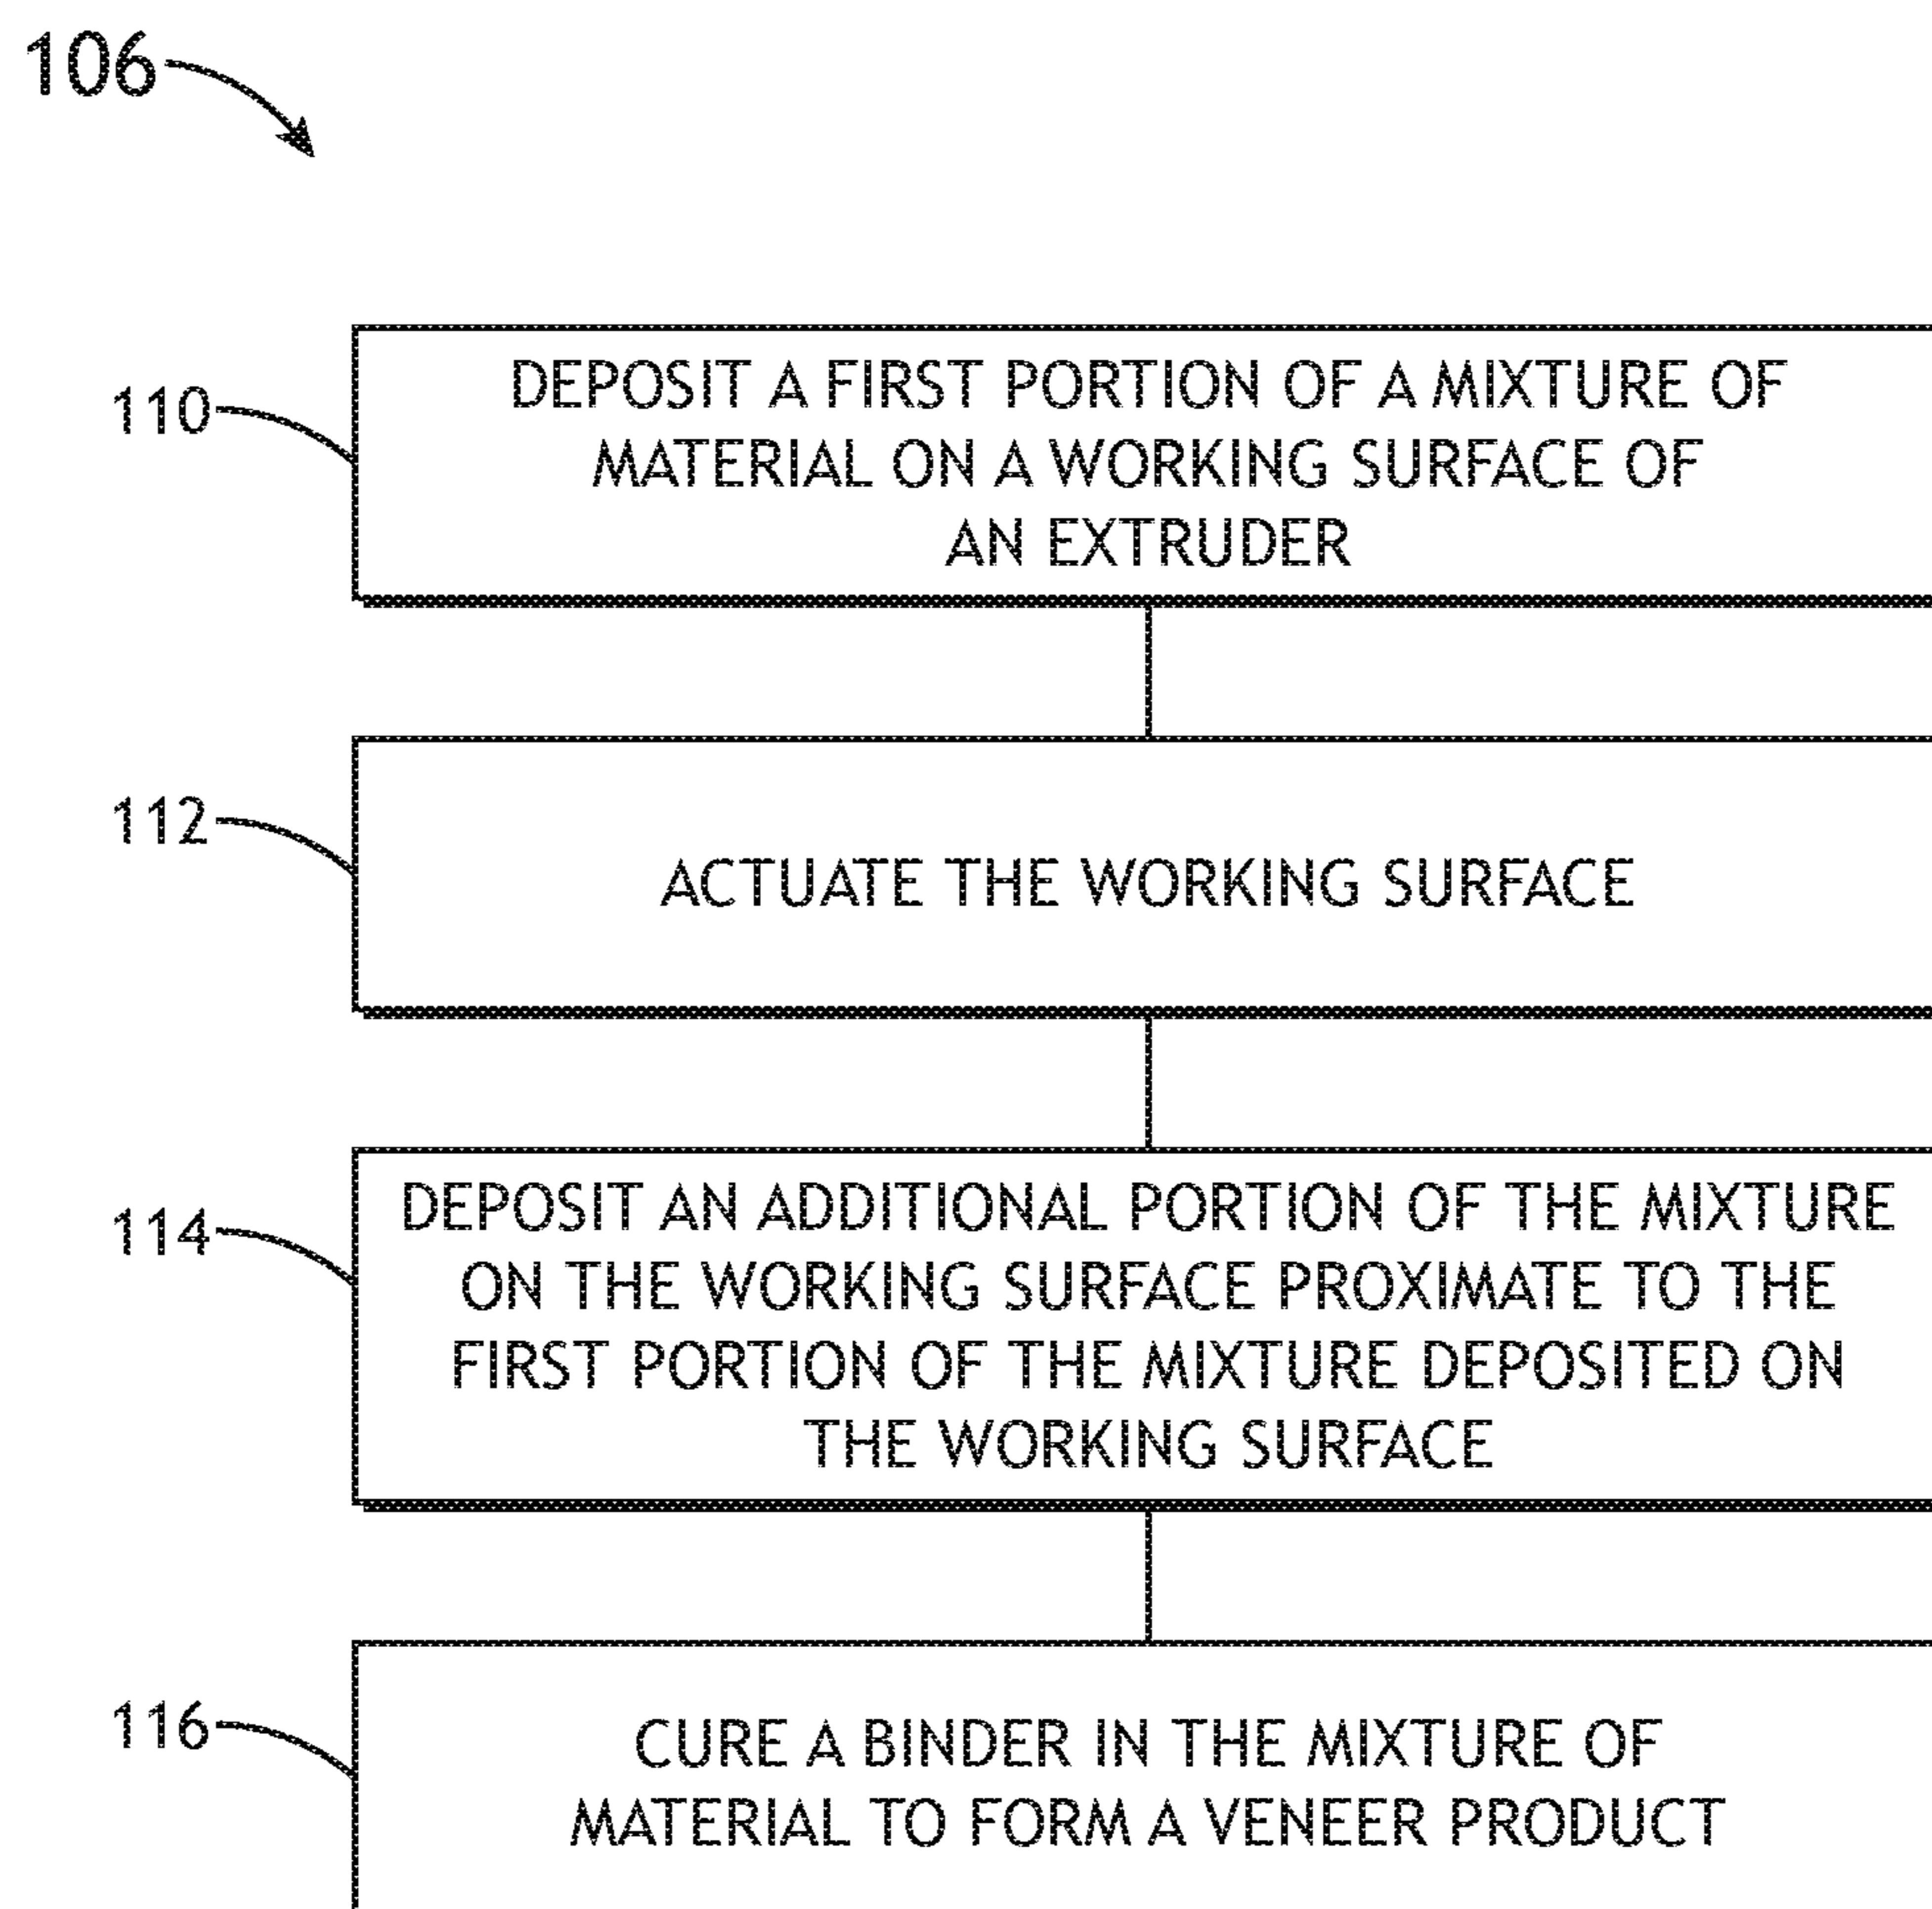 106
110
DEPOSIT A FIRST PORTION OF A MIXTURE OF
MATERIAL ON A WORKING SURFACE OF
AN EXTRUDER
112
ACTUATE THE WORKING SURFACE
114
DEPOSIT AN ADDITIONAL PORTION OF THE MIXTURE
ON THE WORKING SURFACE PROXIMATE TO THE
FIRST PORTION OF THE MIXTURE DEPOSITED ON
THE WORKING SURFACE
116
CURE A BINDER IN THE MIXTURE OF
MATERIAL TO FORM A VENEER PRODUCT